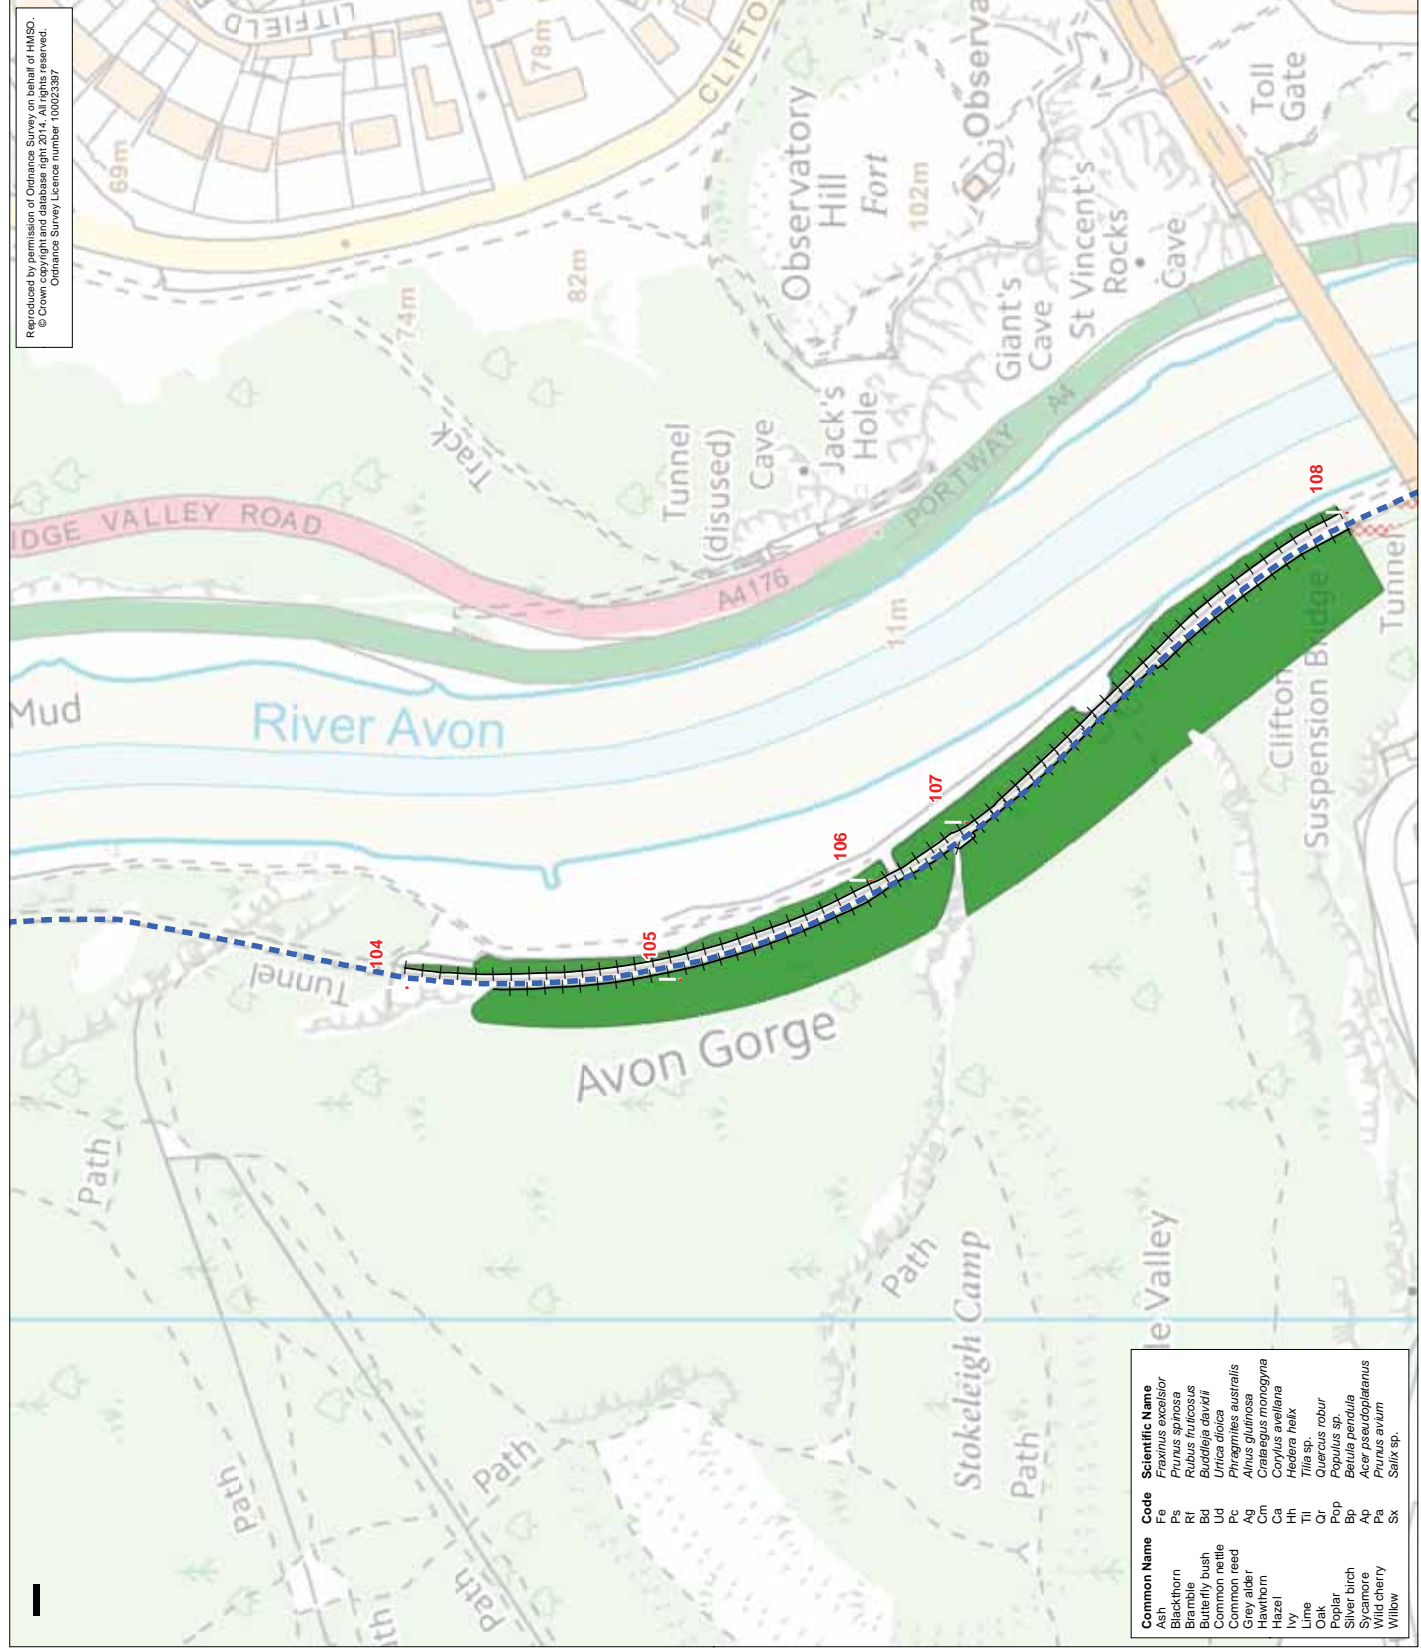 Reproduced by permission of Ordnance Survey on behalf of HMSO.
© Crown copyright and database right 2014. All rights reserved.
Ordnance Survey Licence number 100023397
LITFIELD
78m
69m
CLIFTO
74m
82m
Observatory
Hill
Fort
102m
Observa
Toll
Gate
St Vincent's
Rocks
Cave
Giant's
Cave
Jack's
Hole
Tunnel
(disused)
Cave
Track
IDGE VALLEY ROAD
A4176
PORTWAY
A4
11m
Mud
River Avon
104
105
106
107
108
Tunnel
Avon Gorge
Clifton
Suspension Bridge
Tunnel
Path
Path
Path
Path
Path
Path
th
Stokeleigh Camp
le Valley
Common Name Code Scientific Name
Ash Fe Fraxinus excelsior
Blackthorn Ps Prunus spinosa
Bramble Rf Rubus fruticosus
Butterfly bush Bd Buddleja davidii
Common nettle Ud Urtica dioica
Common reed Pc Phragmites australis
Grey alder Ag Alnus glutinosa
Hawthorn Cm Crataegus monogyna
Hazel Ca Corylus avellana
Ivy Hh Hedera helix
Lime Til Tilia sp.
Oak Qr Quercus robur
Poplar Pop Populus sp.
Silver birch Bp Betula pendula
Sycamore Ap Acer pseudoplatanus
Wild cherry Pa Prunus avium
Willow Sx Salix sp.